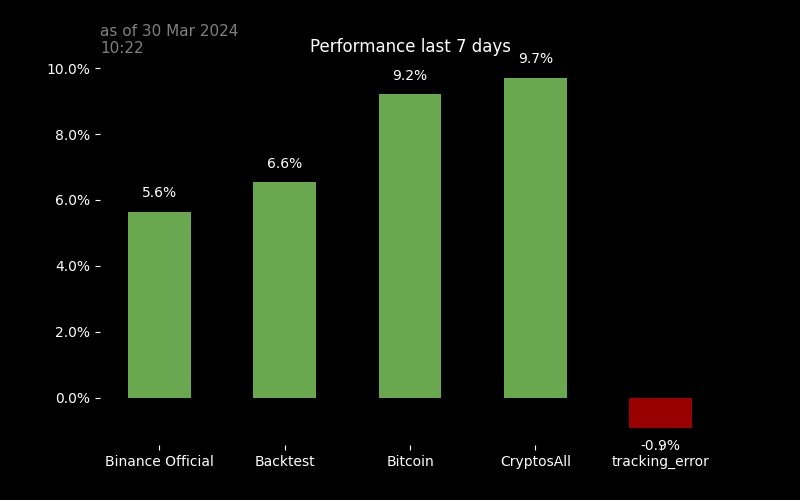 as of 30 Mar 2024
10:22
Performance last 7 days
10.0%
8.0%
6.0%
4.0%
2.0%
0.0%
5.6%
6.6%
9.2%
9.7%
-0.9%
Binance Official
Backtest
Bitcoin
CryptosAll
tracking_error